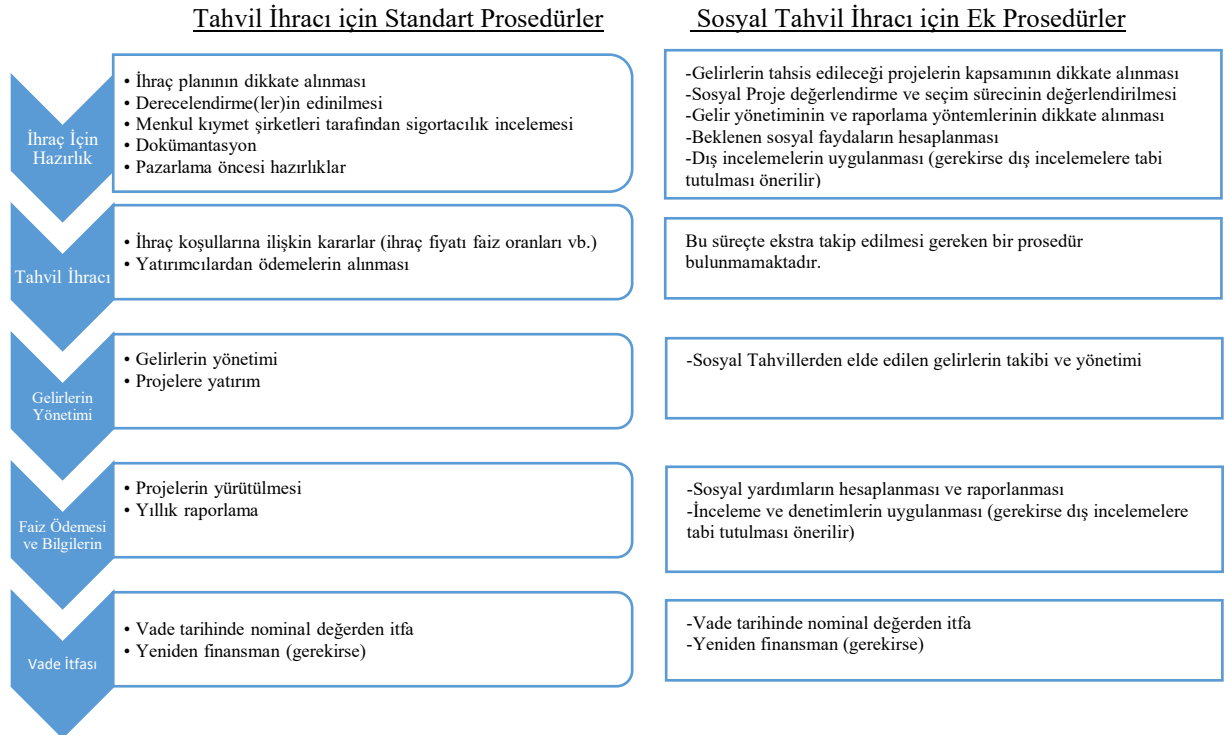 Tahvil İhracı için Standart Prosedürler
Sosyal Tahvil İhracı için Ek Prosedürler
İhraç İçin
Hazırlık
• İhraç planının dikkate alınması
• Derecelendirme(ler)in edinilmesi
• Menkul kıymet şirketleri tarafından sigortacılık incelemesi
• Dokümantasyon
• Pazarlama öncesi hazırlıklar
-Gelirlerin tahsis edileceği projelerin kapsamının dikkate alınması
-Sosyal Proje değerlendirme ve seçim sürecinin değerlendirilmesi
-Gelir yönetiminin ve raporlama yöntemlerinin dikkate alınması
-Beklenen sosyal faydaların hesaplanması
-Dış incelemelerin uygulanması (gerekirse dış incelemelere tabi
tutulması önerilir)
Tahvil İhracı
• İhraç koşullarına ilişkin kararlar (ihraç fiyatı faiz oranları vb.)
• Yatırımcılardan ödemelerin alınması
Bu süreçte ekstra takip edilmesi gereken bir prosedür
bulunmamaktadır.
Gelirlerin
Yönetimi
• Gelirlerin yönetimi
• Projelere yatırım
-Sosyal Tahvillerden elde edilen gelirlerin takibi ve yönetimi
Faiz Ödemesi
ve Bilgilerin
• Projelerin yürütülmesi
• Yıllık raporlama
-Sosyal yardımların hesaplanması ve raporlanması
-İnceleme ve denetimlerin uygulanması (gerekirse dış incelemelere
tabi tutulması önerilir)
Vade İtfası
• Vade tarihinde nominal değerden itfa
• Yeniden finansman (gerekirse)
-Vade tarihinde nominal değerden itfa
-Yeniden finansman (gerekirse)